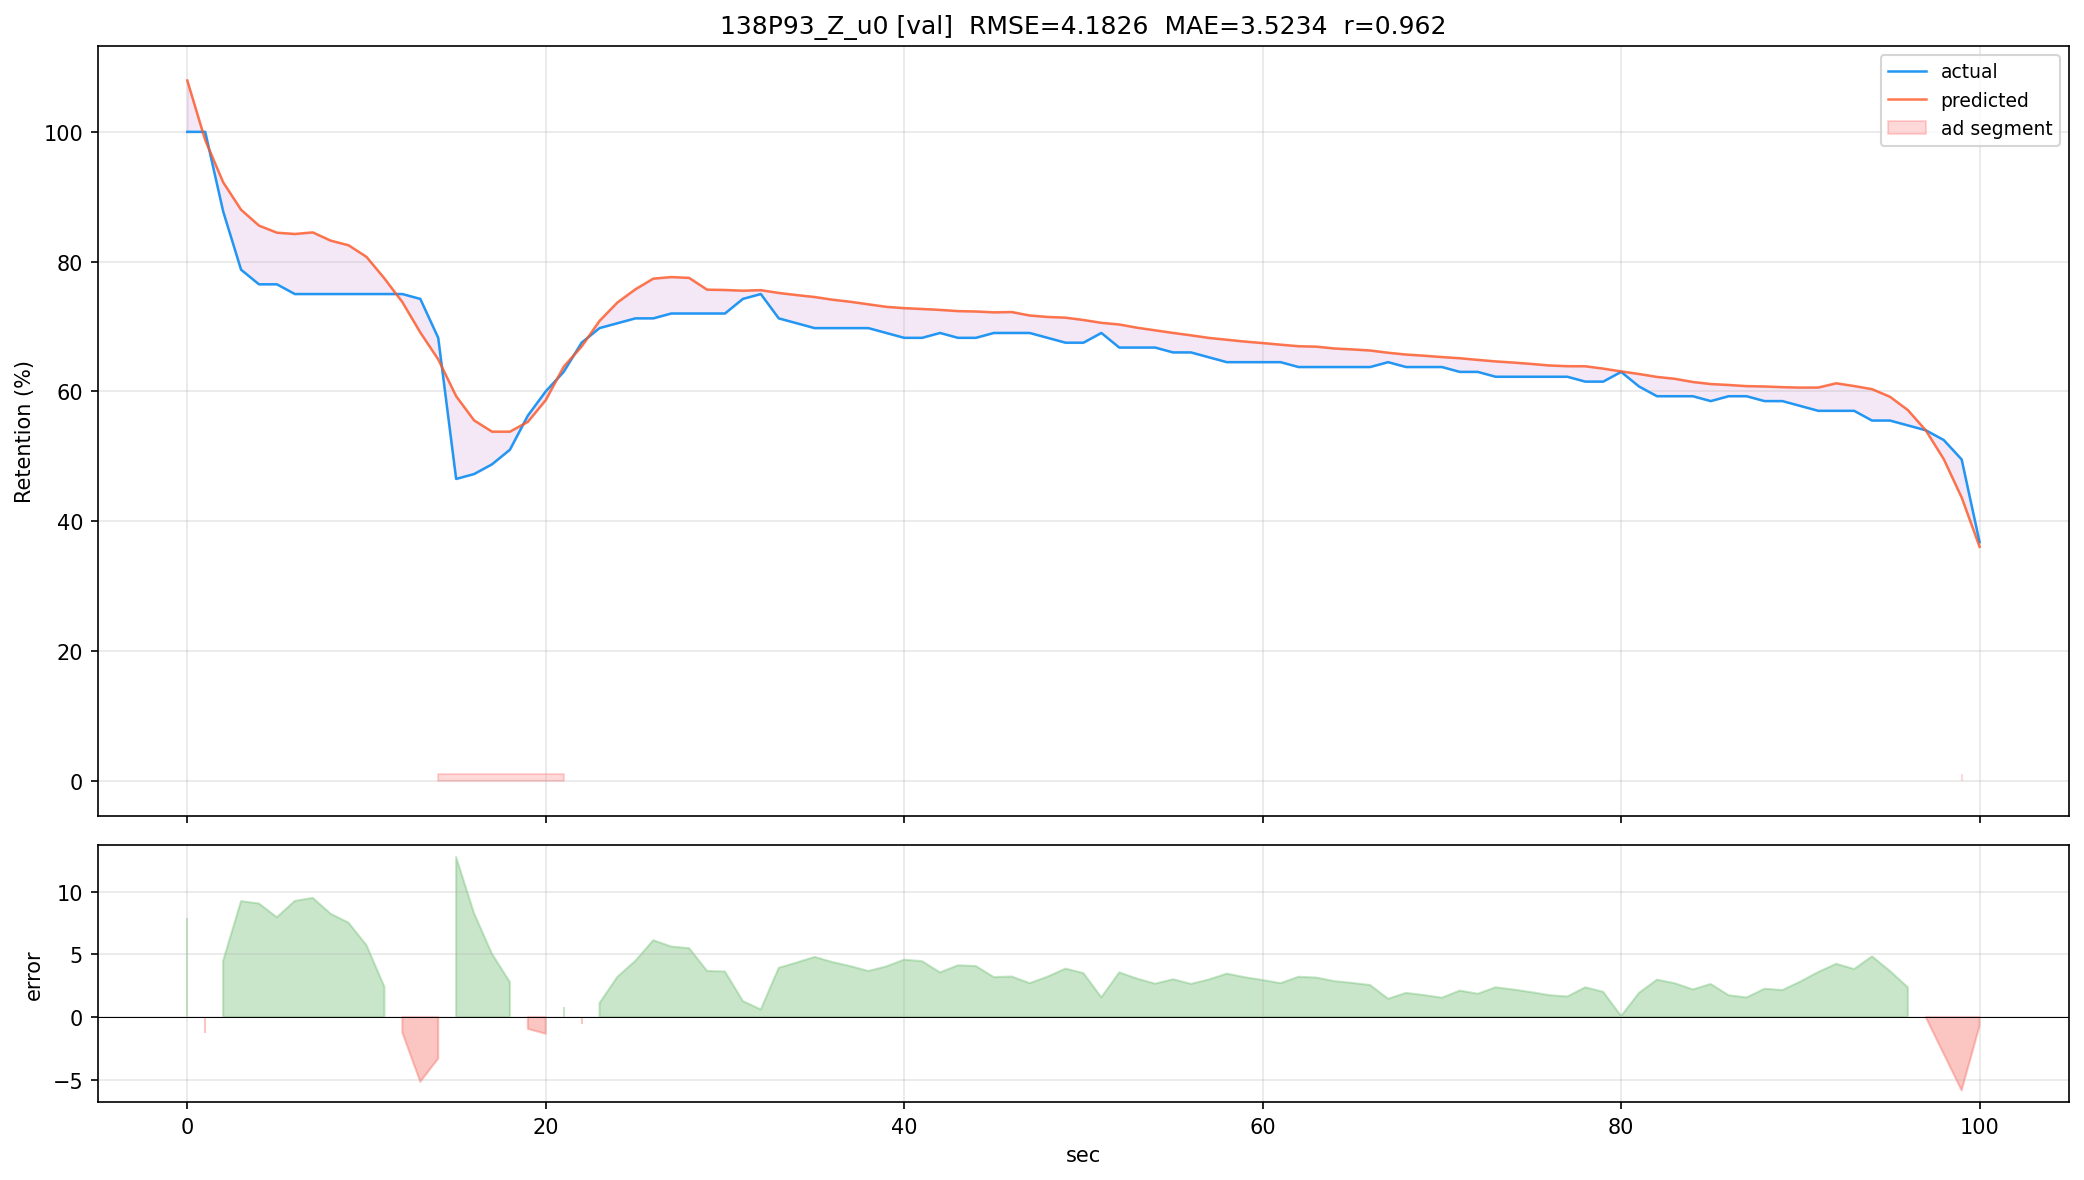 138P93_Z_u0 [val]  RMSE=4.1826  MAE=3.5234  r=0.962
actual
predicted
ad segment
100
80
60
40
20
0
Retention (%)
10
5
0
−5
error
0
20
40
60
80
100
sec